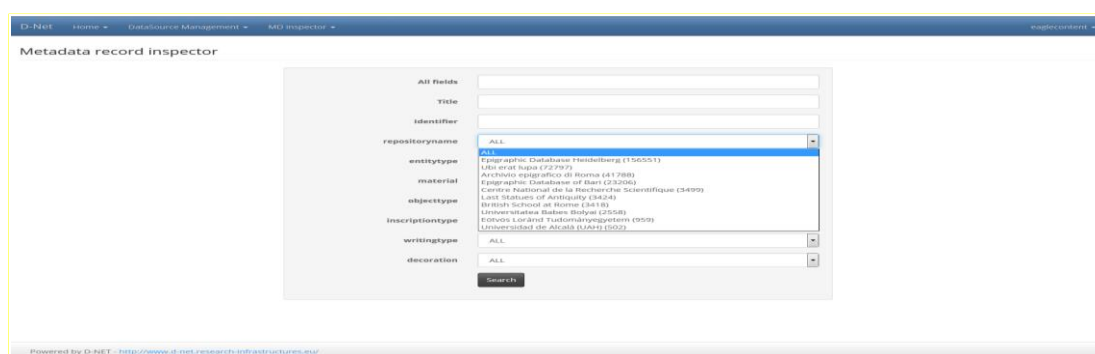 D-Net Home DataSource Management MD Inspector eaglecontent
Metadata record inspector
All fields
Title
Identifier
repositoryname ALL
ALL
Epigraphic Database Heidelberg (156551)
entitytype
Ubi erat lupa (72797)
Archivio epigrafico di Roma (41788)
material
Epigraphic Database of Bari (23206)
Centre National de la Recherche Scientifique (3499)
objecttype
Last Statues of Antiquity (3424)
British School at Rome (3418)
Universitatea Babes Bolyai (2558)
inscriptiontype
Eötvös Loránd Tudományegyetem (959)
Universidad de Alcalá (UAH) (502)
writingtype ALL
decoration ALL
Search
Powered by D-NET - http://www.d-net.research-infrastructures.eu/